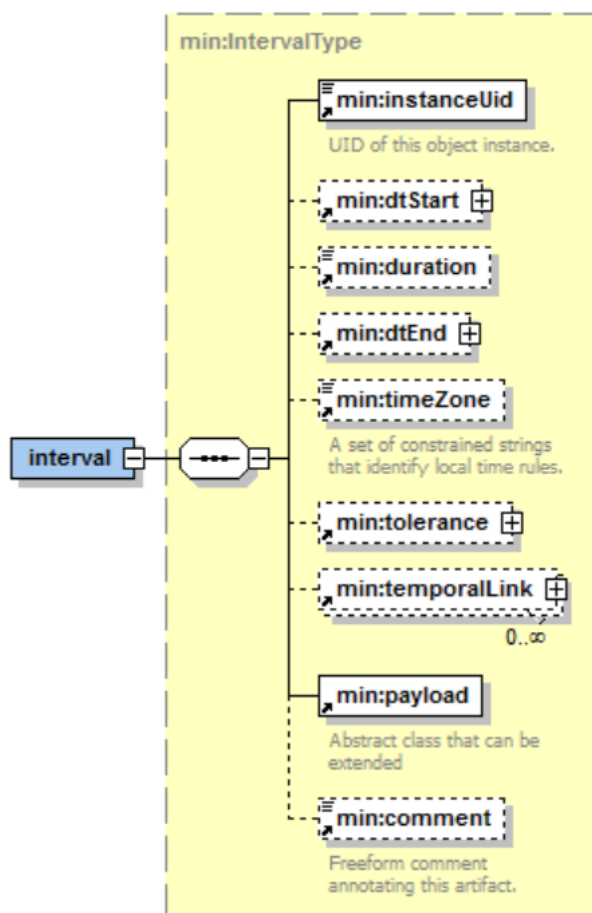 min:IntervalType
min:instanceUid
UID of this object instance.
min:dtStart
min:duration
min:dtEnd
min:timeZone
A set of constrained strings
that identify local time rules.
interval
min:tolerance
min:temporalLink
0..∞
min:payload
Abstract class that can be
extended
min:comment
Freeform comment
annotating this artifact.